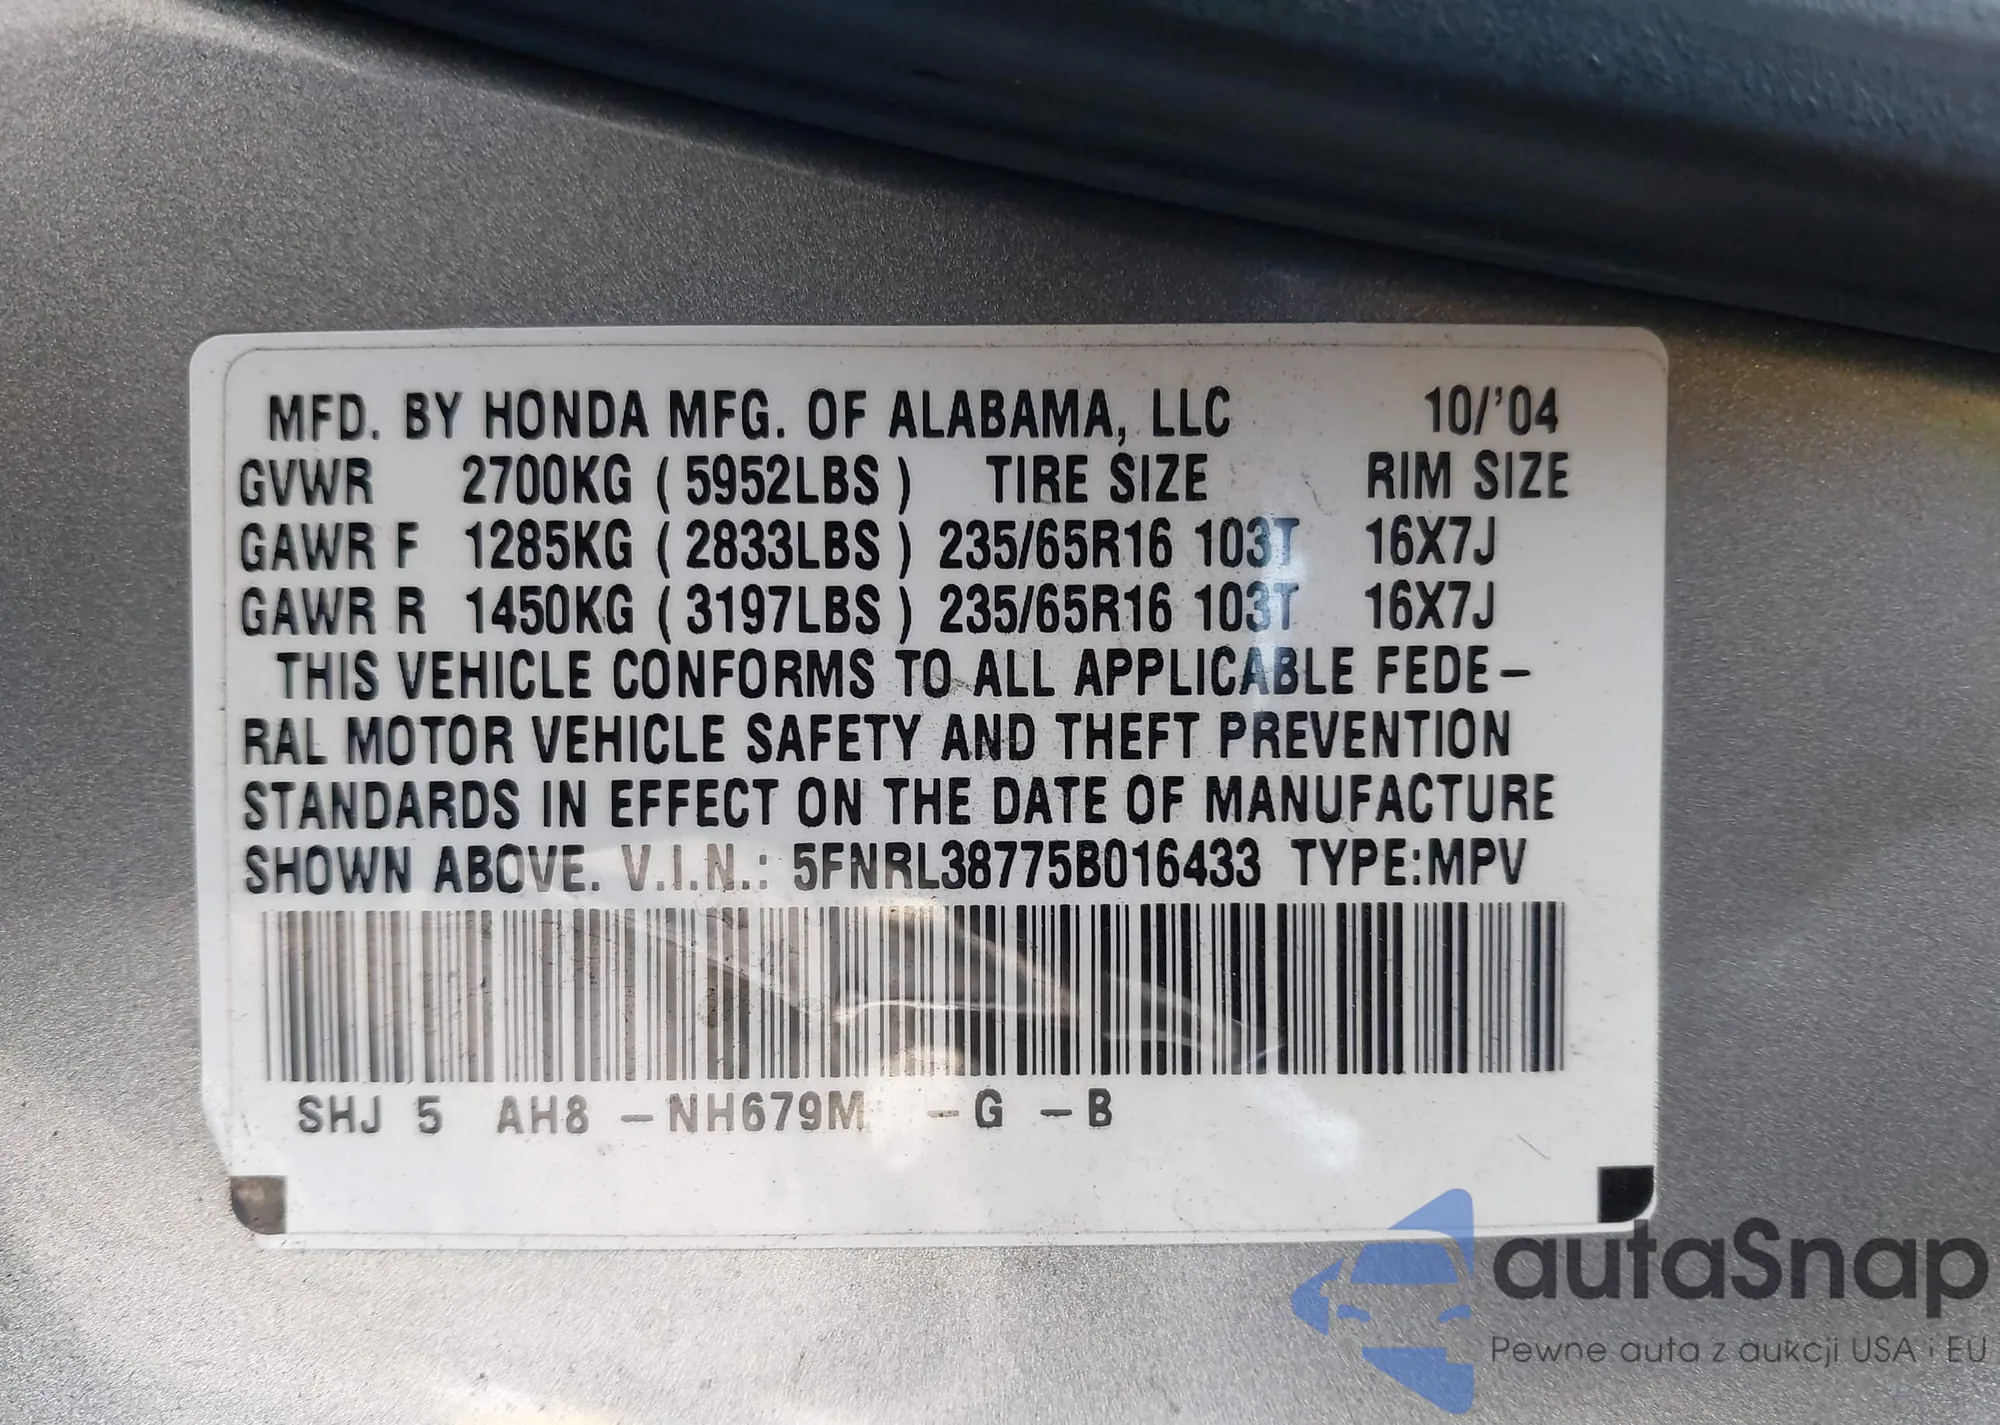 MFD. BY HONDA MFG. OF ALABAMA, LLC 10/'04
GVWR 2700KG ( 5952LBS ) TIRE SIZE RIM SIZE
GAWR F 1285KG ( 2833LBS ) 235/65R16 103T 16X7J
GAWR R 1450KG ( 3197LBS ) 235/65R16 103T 16X7J
THIS VEHICLE CONFORMS TO ALL APPLICABLE FEDE-
RAL MOTOR VEHICLE SAFETY AND THEFT PREVENTION
STANDARDS IN EFFECT ON THE DATE OF MANUFACTURE
SHOWN ABOVE. V.I.N.: 5FNRL38775B016433 TYPE:MPV
SHJ 5 AH8 -NH679M -G -B
autaSnap
Pewne auta z aukcji USA i EU